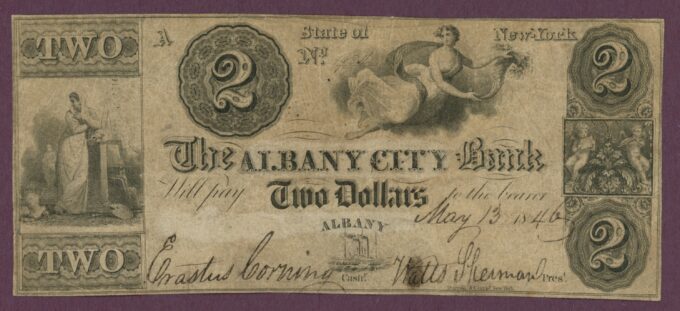 TWO
A
State of New-York
Nº
2
2
The ALBANY CITY Bank
Will pay Two Dollars to the bearer
May 13 1846
ALBANY
Erastus Corning Cash.r
Watts Sherman Pres.t
TWO
2